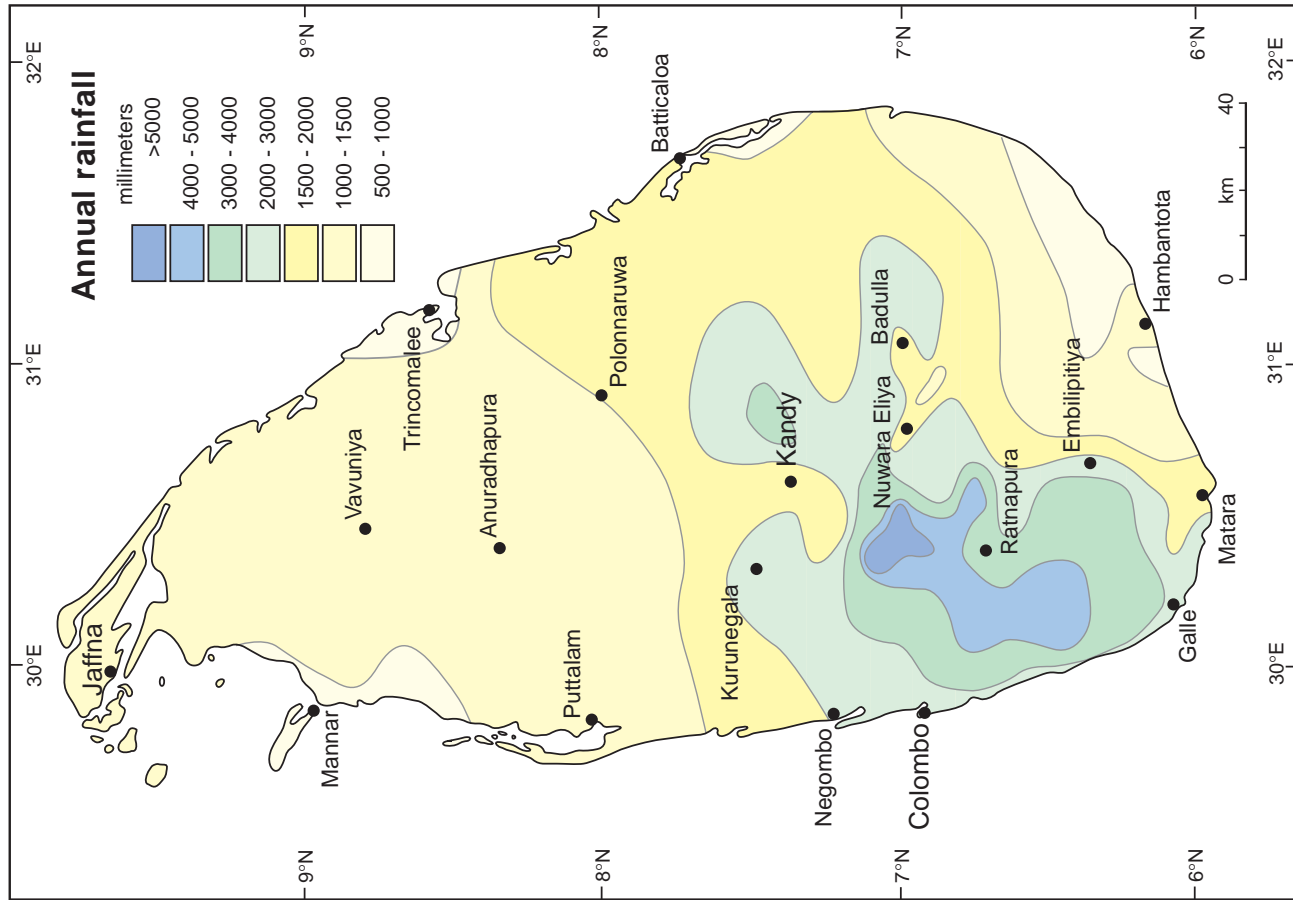 Annual rainfall
millimeters
>5000
4000 - 5000
3000 - 4000
2000 - 3000
1500 - 2000
1000 - 1500
500 - 1000
32°E
31°E
30°E
9°N
8°N
7°N
6°N
9°N
8°N
7°N
6°N
32°E
31°E
30°E
Jaffna
Mannar
Vavuniya
Trincomalee
Anuradhapura
Puttalam
Polonnaruwa
Batticaloa
Kurunegala
Kandy
Negombo
Colombo
Nuwara Eliya
Badulla
Ratnapura
Embilipitiya
Hambantota
Galle
Matara
0 km 40